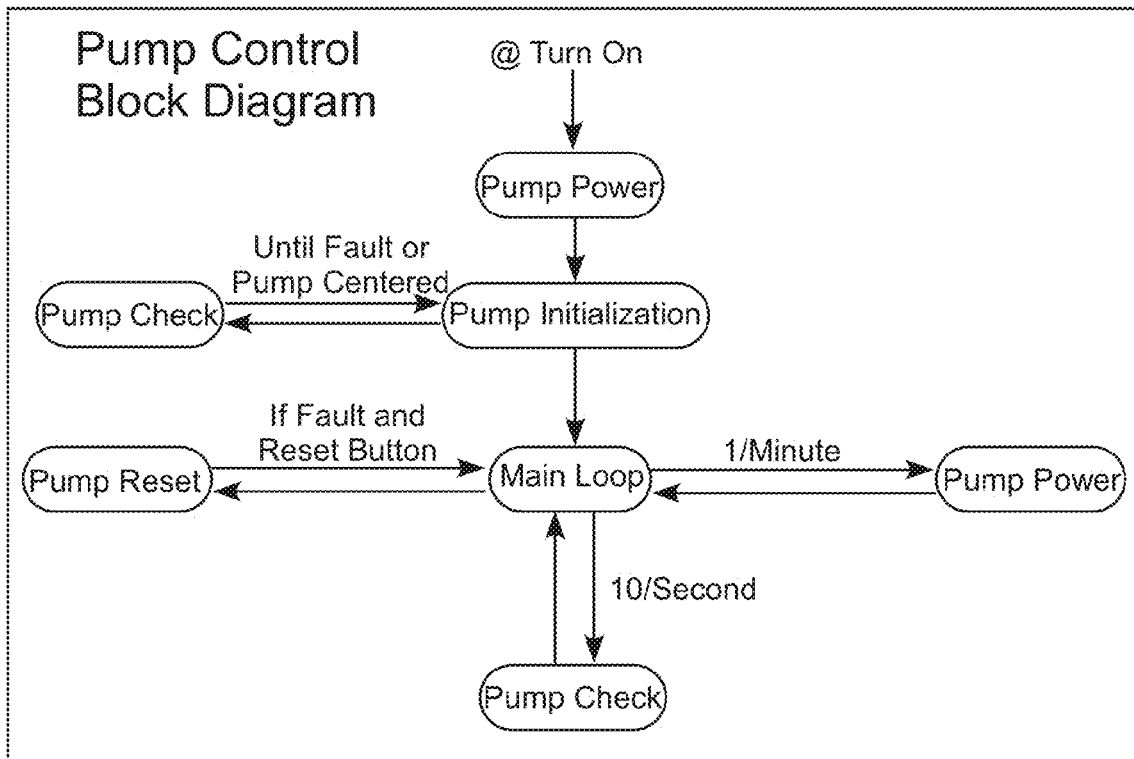 Pump Control
Block Diagram
@ Turn On
Pump Power
Until Fault or
Pump Centered
Pump Check
Pump Initialization
If Fault and
Reset Button
1/Minute
Pump Reset
Main Loop
Pump Power
10/Second
Pump Check